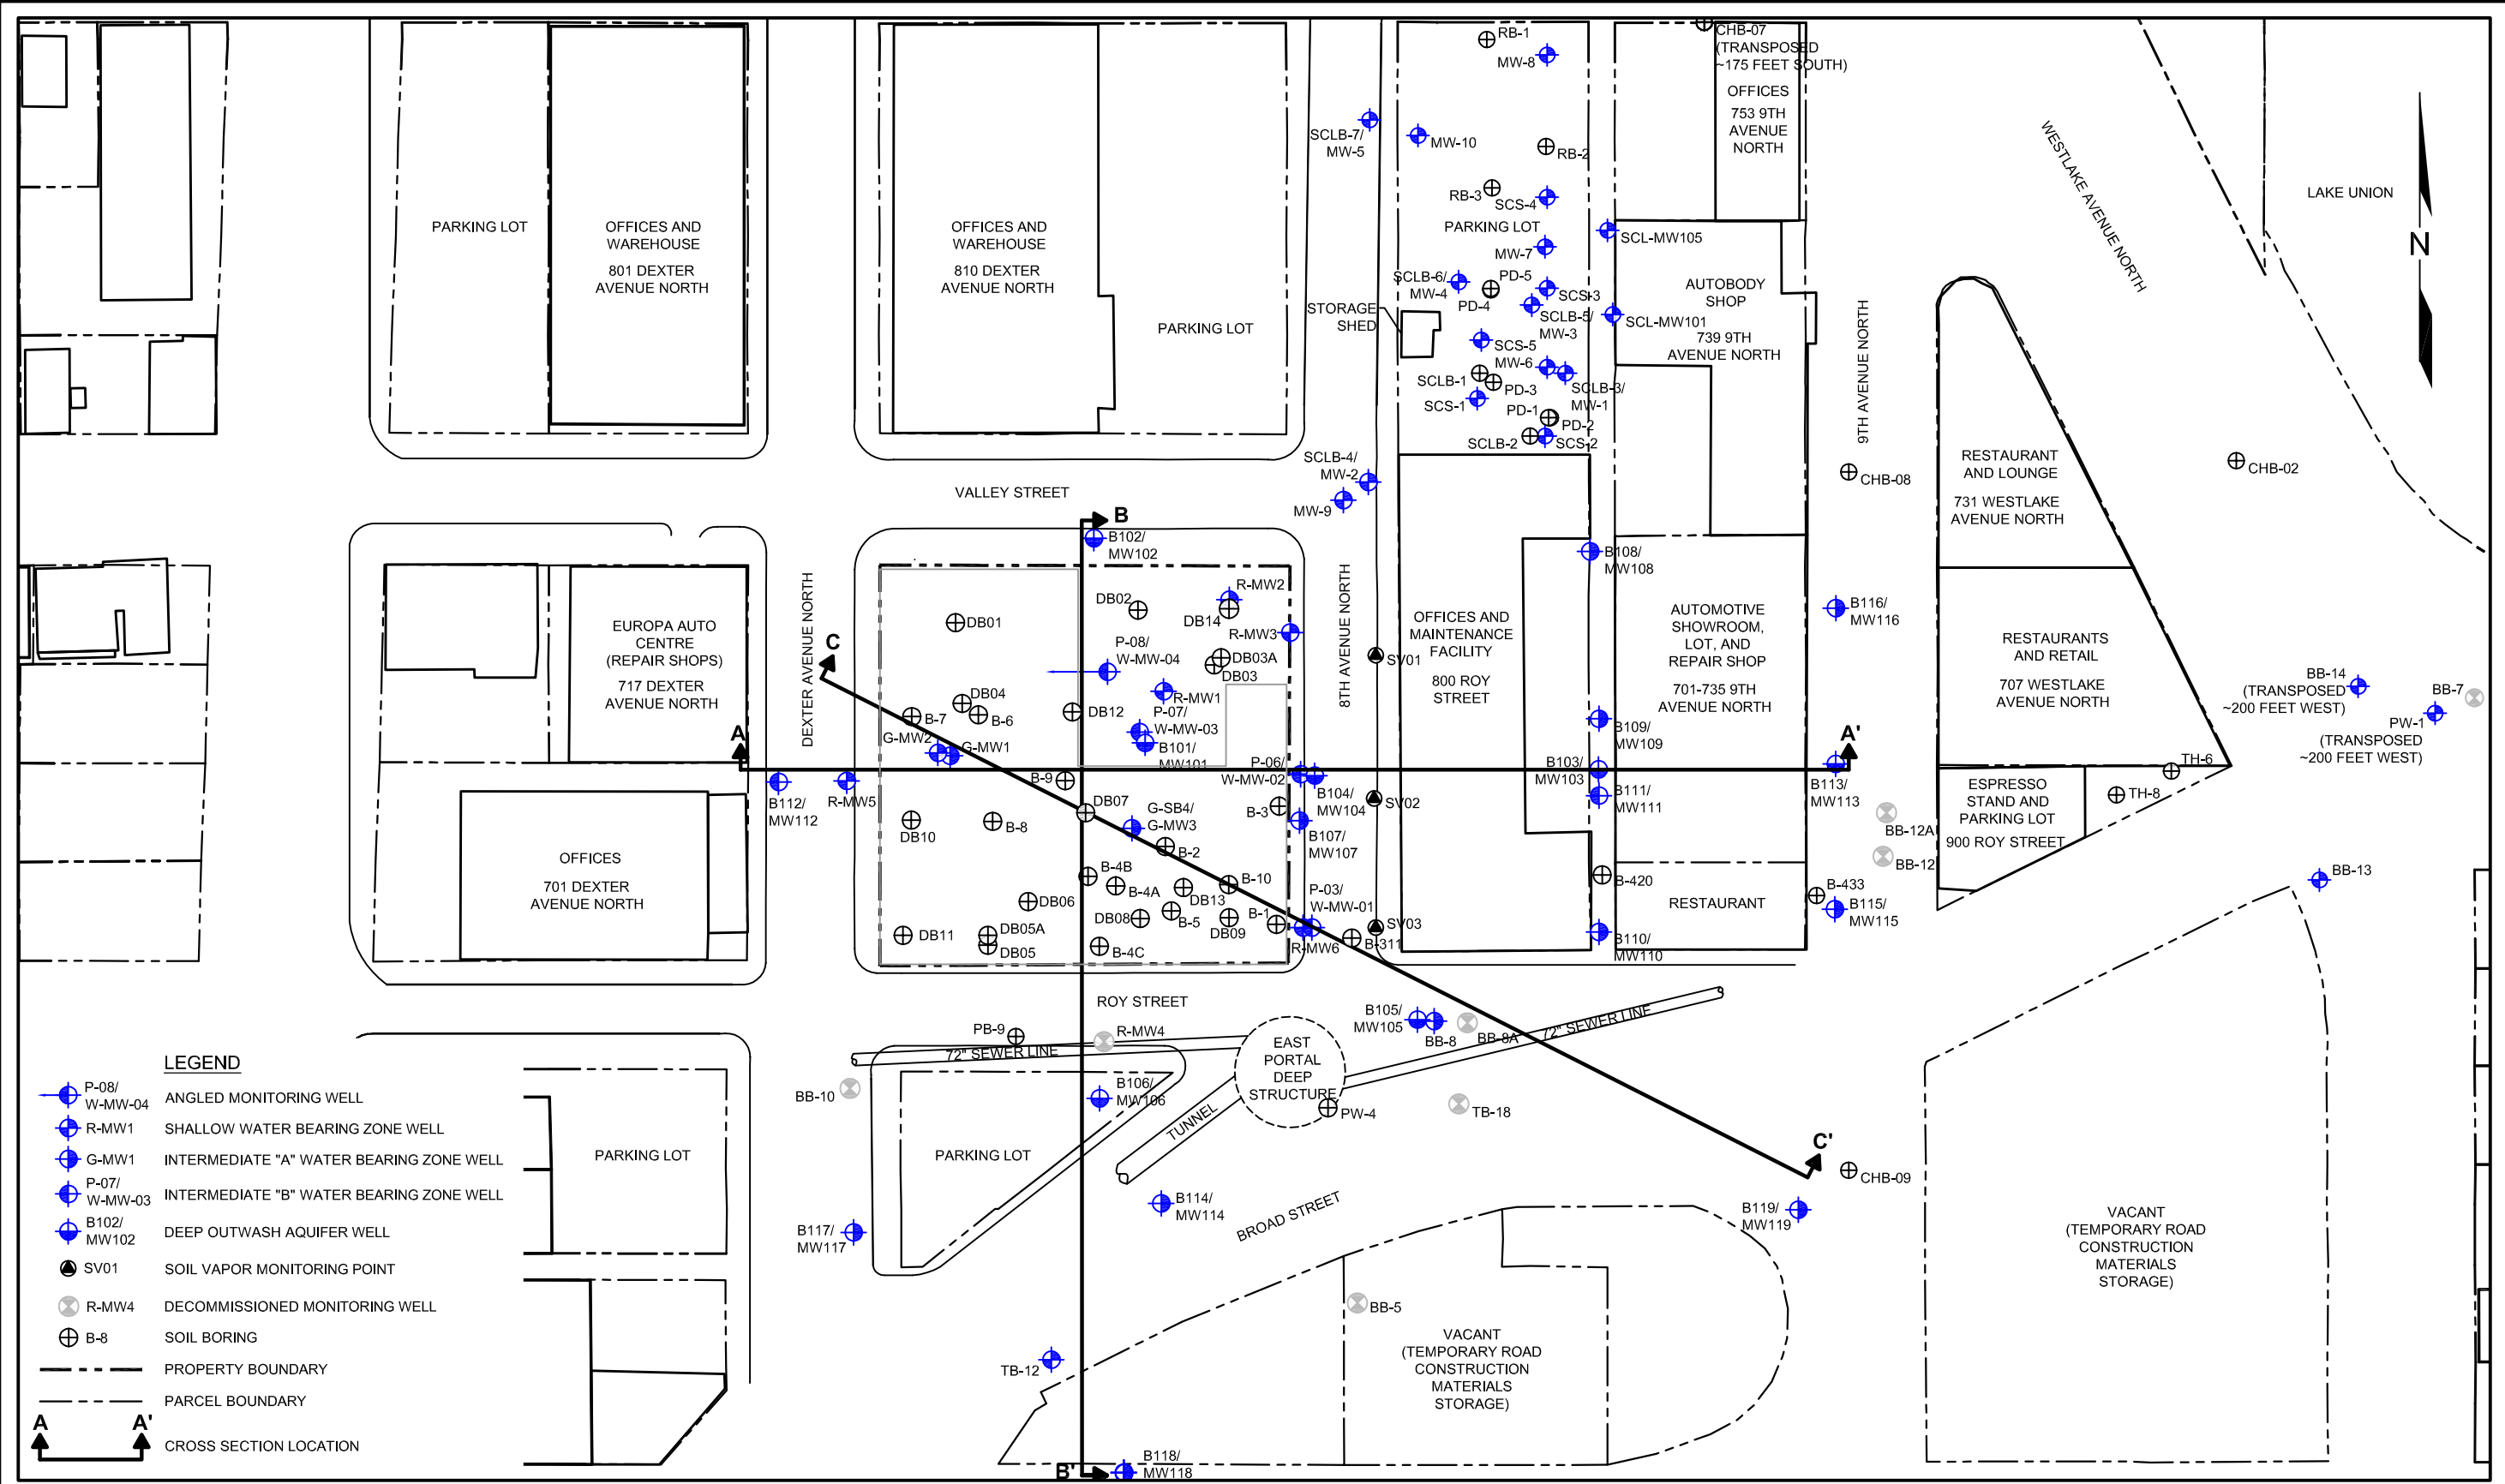 RB-1
MW-8
CHB-07
(TRANSPOSED
~175 FEET SOUTH)
OFFICES
753 9TH
AVENUE
NORTH
SCLB-7/
MW-5
MW-10
RB-2
RB-3
SCS-4
PARKING LOT
MW-7
SCL-MW105
SCLB-6/
MW-4
PD-5
PD-4
SCS-3
SCLB-5/
MW-3
SCL-MW101
STORAGE
SHED
SCS-5
MW-6
SCLB-1
PD-3
SCLB-3/
MW-1
SCS-1
PD-1
PD-2
SCLB-2
SCS-2
AUTOBODY
SHOP
739 9TH
AVENUE NORTH
WESTLAKE AVENUE NORTH
LAKE UNION
N
PARKING LOT
OFFICES AND
WAREHOUSE
801 DEXTER
AVENUE NORTH
OFFICES AND
WAREHOUSE
810 DEXTER
AVENUE NORTH
PARKING LOT
9TH AVENUE NORTH
SCLB-4/
MW-2
MW-9
CHB-08
CHB-02
RESTAURANT
AND LOUNGE
731 WESTLAKE
AVENUE NORTH
VALLEY STREET
B
B102/
MW102
B108/
MW108
DEXTER AVENUE NORTH
8TH AVENUE NORTH
EUROPA AUTO
CENTRE
(REPAIR SHOPS)
717 DEXTER
AVENUE NORTH
C
DB01
DB02
R-MW2
DB14
R-MW3
P-08/
W-MW-04
DB03A
DB03
R-MW1
DB04
B-7
B-6
DB12
P-07/
W-MW-03
G-MW2
G-MW1
B101/
MW101
SV01
OFFICES AND
MAINTENANCE
FACILITY
800 ROY
STREET
AUTOMOTIVE
SHOWROOM,
LOT, AND
REPAIR SHOP
701-735 9TH
AVENUE NORTH
B116/
MW116
RESTAURANTS
AND RETAIL
707 WESTLAKE
AVENUE NORTH
BB-14
(TRANSPOSED
~200 FEET WEST)
BB-7
PW-1
(TRANSPOSED
~200 FEET WEST)
A
A'
B109/
MW109
B112/
MW112
R-MW5
B-9
P-06/
W-MW-02
B104/
MW104
SV02
B103/
MW103
B111/
MW111
B113/
MW113
TH-6
TH-8
ESPRESSO
STAND AND
PARKING LOT
900 ROY STREET
BB-12A
BB-12
BB-13
DB07
DB10
B-8
G-SB4/
G-MW3
B-3
B107/
MW107
B-2
B-4B
B-4A
DB13
B-10
P-03/
W-MW-01
DB06
DB08
B-5
DB09
B-1
R-MW6
B-311
SV03
DB11
DB05A
DB05
B-4C
B-420
RESTAURANT
B-433
B115/
MW115
B110/
MW110
OFFICES
701 DEXTER
AVENUE NORTH
ROY STREET
PB-9
R-MW4
72" SEWER LINE
72" SEWER LINE
B105/
MW105
BB-8
BB-8A
EAST
PORTAL
DEEP
STRUCTURE
PW-4
TB-18
BB-10
B106/
MW106
TUNNEL
PARKING LOT
PARKING LOT
B114/
MW114
B117/
MW117
BROAD STREET
C'
CHB-09
B119/
MW119
BB-5
TB-12
VACANT
(TEMPORARY ROAD
CONSTRUCTION
MATERIALS
STORAGE)
VACANT
(TEMPORARY ROAD
CONSTRUCTION
MATERIALS
STORAGE)
B'
B118/
MW118
LEGEND
P-08/
W-MW-04
ANGLED MONITORING WELL
R-MW1 SHALLOW WATER BEARING ZONE WELL
G-MW1 INTERMEDIATE "A" WATER BEARING ZONE WELL
P-07/
W-MW-03
INTERMEDIATE "B" WATER BEARING ZONE WELL
B102/
MW102
DEEP OUTWASH AQUIFER WELL
SV01 SOIL VAPOR MONITORING POINT
R-MW4 DECOMMISSIONED MONITORING WELL
B-8 SOIL BORING
PROPERTY BOUNDARY
PARCEL BOUNDARY
A A'
CROSS SECTION LOCATION